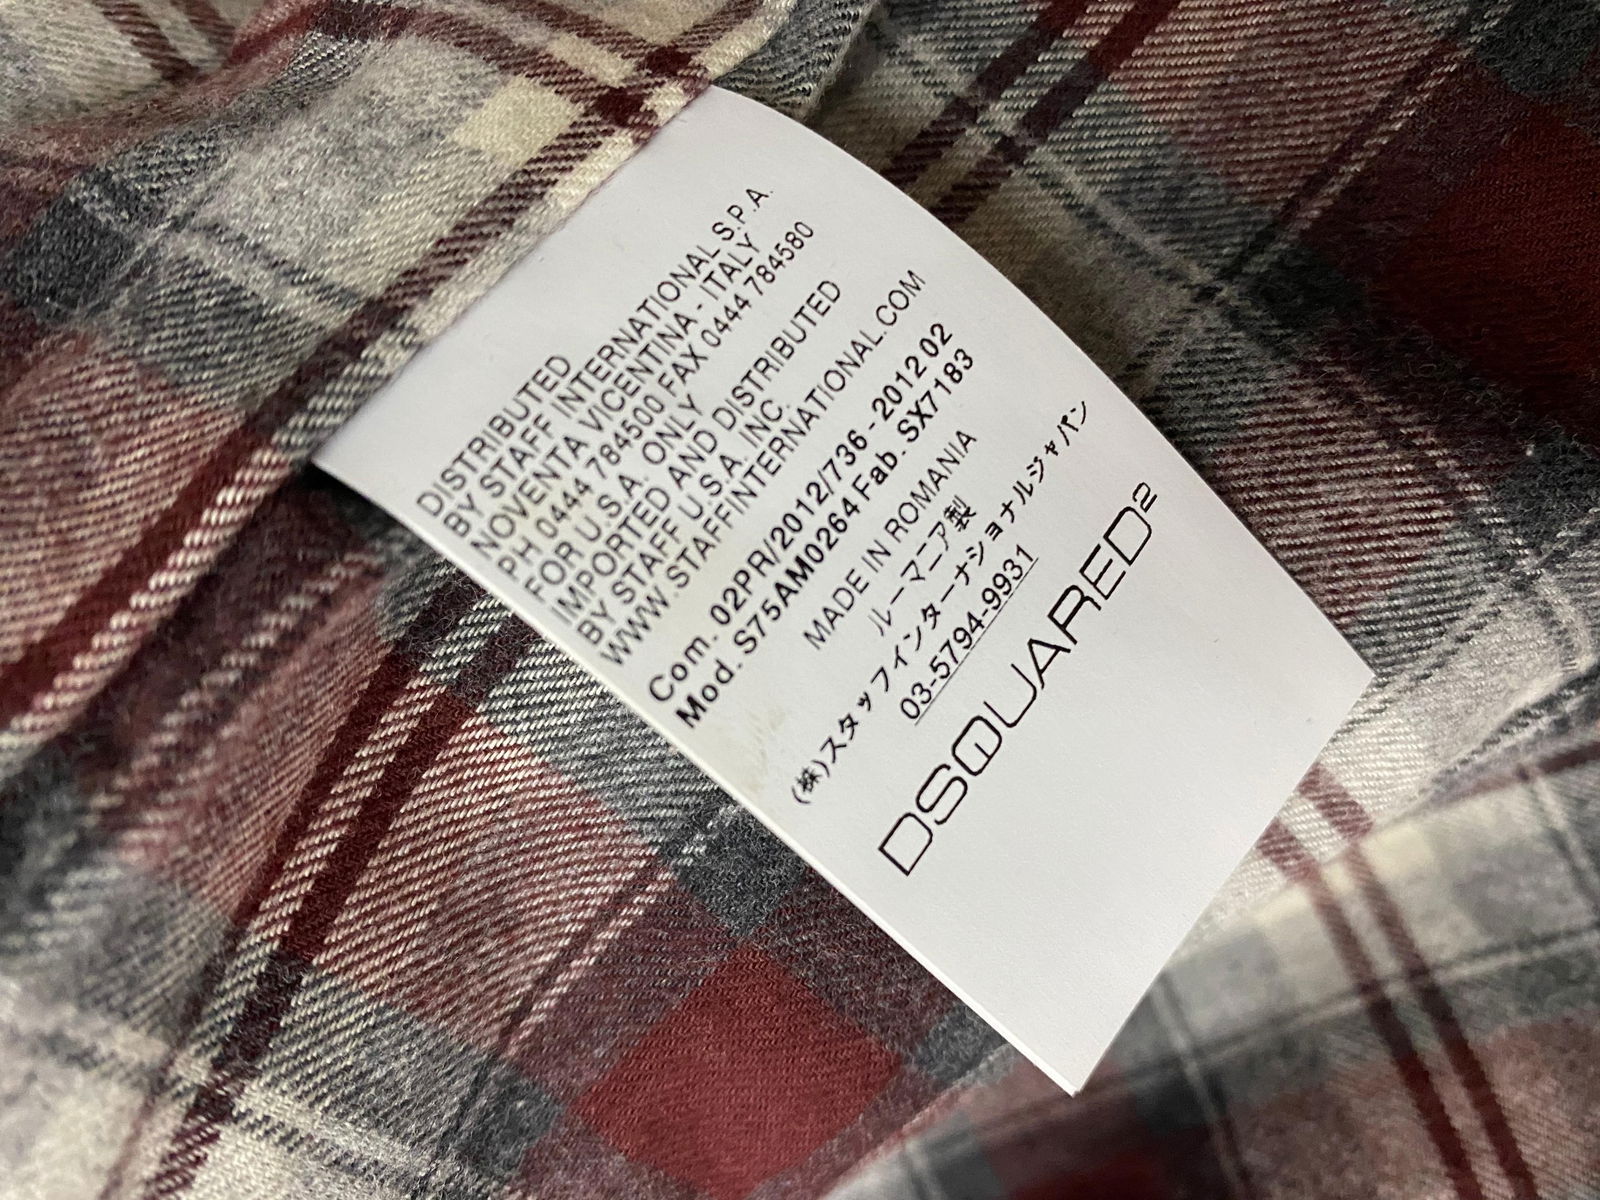 DISTRIBUTED
BY STAFF INTERNATIONAL S.P.A.
NOVENTA VICENTINA - ITALY
PH 0444 784500 FAX 0444 784580
FOR U.S.A. ONLY
IMPORTED AND DISTRIBUTED
BY STAFF U.S.A. INC
WWW.STAFFINTERNATIONAL.COM
Com. 02PR/2012/736 - 2012 02
Mod. S75AM0264 Fab. SX7183
MADE IN ROMANIA
ルーマニア製
(株)スタッフインターナショナルジャパン
03-5794-9931
DSQUARED2